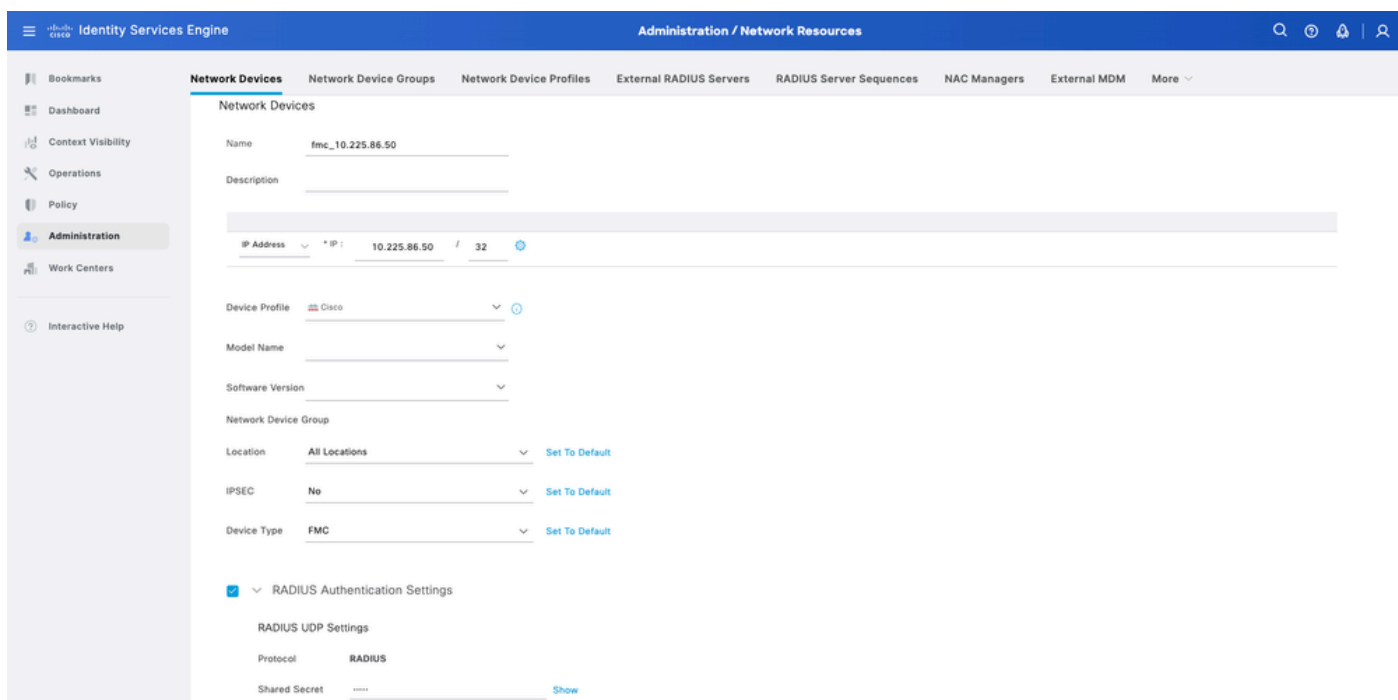 cisco Identity Services Engine
Administration / Network Resources
Bookmarks
Dashboard
Context Visibility
Operations
Policy
Administration
Work Centers
Interactive Help
Network Devices Network Device Groups Network Device Profiles External RADIUS Servers RADIUS Server Sequences NAC Managers External MDM More
Network Devices
Name fmc_10.225.86.50
Description
IP Address * IP : 10.225.86.50 / 32
Device Profile Cisco
Model Name
Software Version
Network Device Group
Location All Locations Set To Default
IPSEC No Set To Default
Device Type FMC Set To Default
RADIUS Authentication Settings
RADIUS UDP Settings
Protocol RADIUS
Shared Secret ····· Show